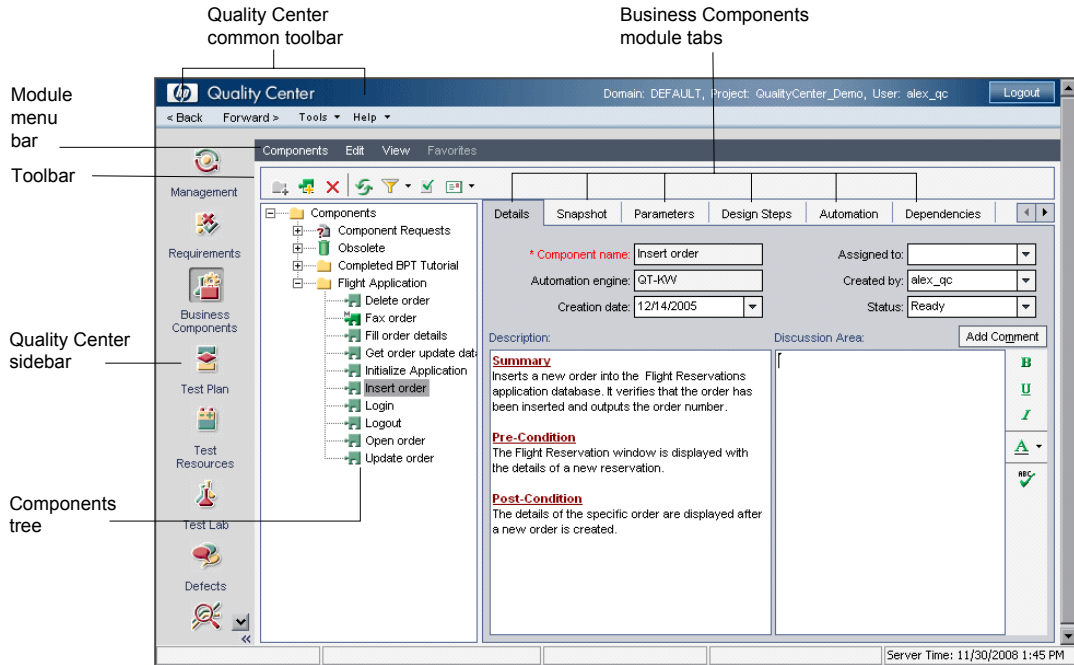 Quality Center
common toolbar
Business Components
module tabs
Module
menu
bar
Toolbar
Quality Center
sidebar
Components
tree
hp Quality Center
Domain: DEFAULT, Project: QualityCenter_Demo, User: alex_qc
Logout
< Back Forward > Tools Help
Components Edit View Favorites
Management
Requirements
Business
Components
Test Plan
Test
Resources
Test Lab
Defects
«
Components
Component Requests
Obsolete
Completed BPT Tutorial
Flight Application
Delete order
Fax order
Fill order details
Get order update dat
Initialize Application
Insert order
Login
Logout
Open order
Update order
Details Snapshot Parameters Design Steps Automation Dependencies
* Component name: Insert order
Assigned to:
Automation engine: QT-KW
Created by: alex_qc
Creation date: 12/14/2005
Status: Ready
Description:
Discussion Area:
Add Comment
Summary
Inserts a new order into the Flight Reservations
application database. It verifies that the order has
been inserted and outputs the order number.
Pre-Condition
The Flight Reservation window is displayed with
the details of a new reservation.
Post-Condition
The details of the specific order are displayed after
a new order is created.
B
U
I
A
ABC
Server Time: 11/30/2008 1:45 PM